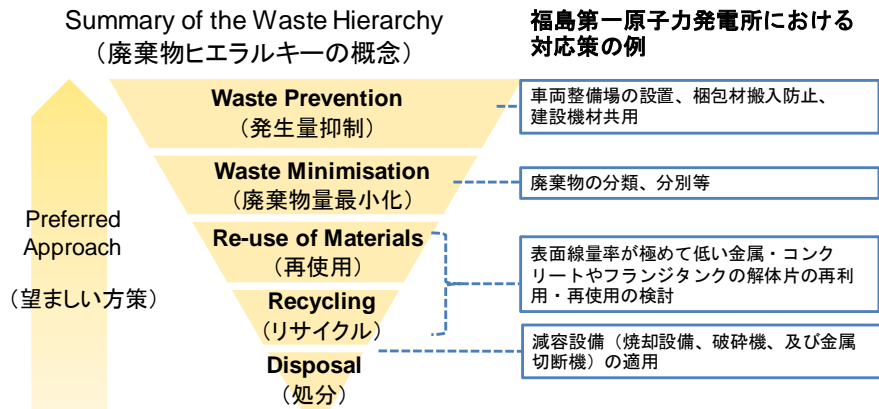 Summary of the Waste Hierarchy
（廃棄物ヒエラルキーの概念）
福島第一原子力発電所における
対応策の例
Preferred
Approach
（望ましい方策）
Waste Prevention
（発生量抑制）
車両整備場の設置、梱包材搬入防止、
建設機材共用
Waste Minimisation
（廃棄物量最小化）
廃棄物の分類、分別等
Re-use of Materials
（再使用）
Recycling
（リサイクル）
表面線量率が極めて低い金属・コンク
リートやフランジタンクの解体片の再利
用・再使用の検討
Disposal
（処分）
減容設備（焼却設備、破砕機、及び金属
切断機）の適用